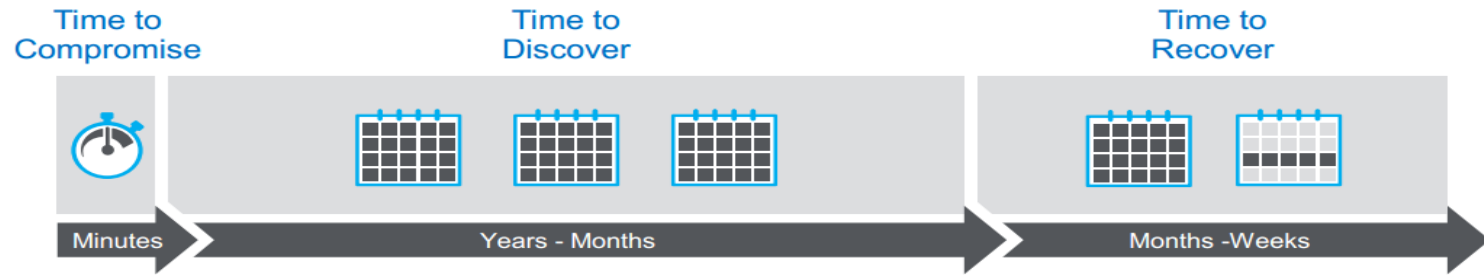 Time to
Compromise
Time to
Discover
Time to
Recover
Minutes
Years - Months
Months -Weeks